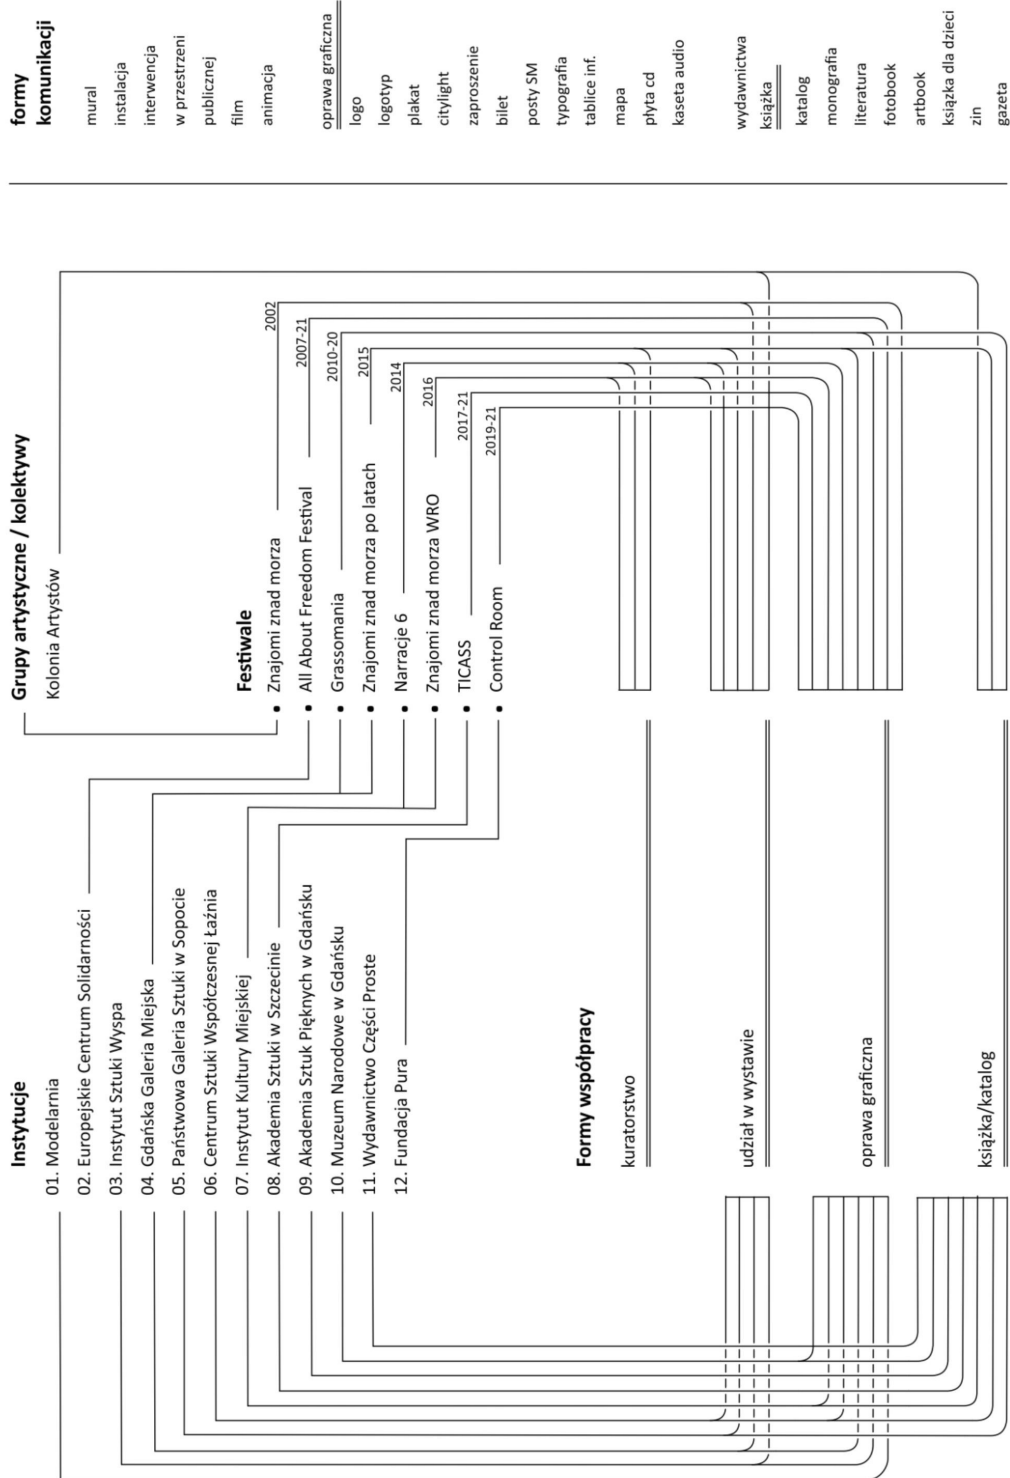 Instytucje
01. Modelarnia
02. Europejskie Centrum Solidarności
03. Instytut Sztuki Wyspa
04. Gdańska Galeria Miejska
05. Państwowa Galeria Sztuki w Sopocie
06. Centrum Sztuki Współczesnej Łaźnia
07. Instytut Kultury Miejskiej
08. Akademia Sztuki w Szczecinie
09. Akademia Sztuk Pięknych w Gdańsku
10. Muzeum Narodowe w Gdańsku
11. Wydawnictwo Części Proste
12. Fundacja Pura
Formy współpracy
kuratorstwo
udział w wystawie
oprawa graficzna
książka/katalog
Grupy artystyczne / kolektywy
Kolonia Artystów
Festiwale
• Znajomi znad morza 2002
• All About Freedom Festival 2007-21
• Grassomania 2010-20
• Znajomi znad morza po latach 2015
• Narracje 6 2014
• Znajomi znad morza WRO 2016
• TICASS 2017-21
• Control Room 2019-21
formy
komunikacji
mural
instalacja
interwencja
w przestrzeni
publicznej
film
animacja
oprawa graficzna
logo
logotyp
plakat
citylight
zaproszenie
bilet
posty SM
typografia
tablice inf.
mapa
płyta cd
kaseta audio
wydawnictwa
książka
katalog
monografia
literatura
fotobook
artbook
książka dla dzieci
zin
gazeta